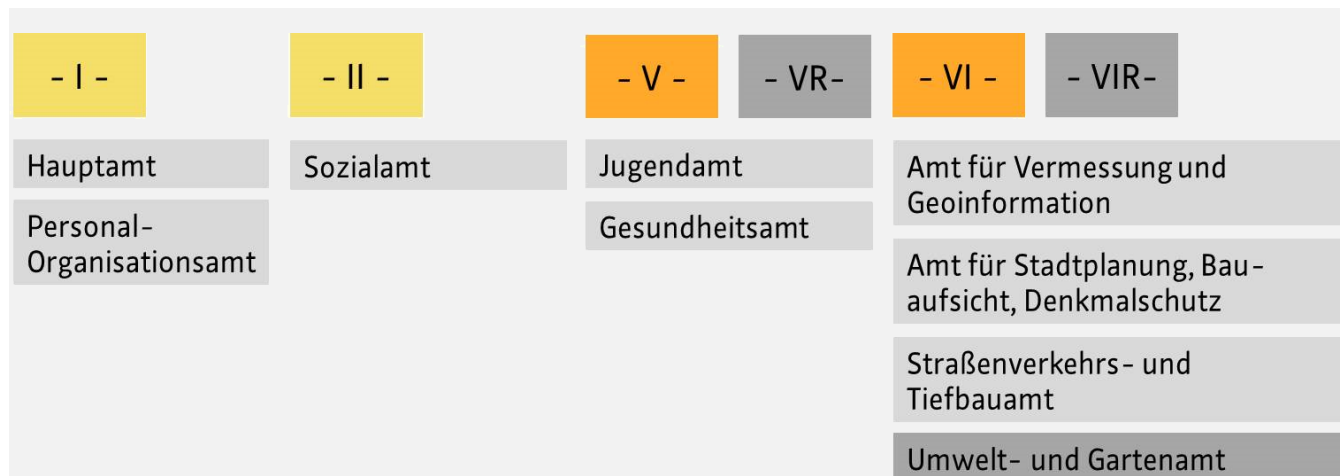 - I -
- II -
- V -
- VR-
- VI -
- VIR-
Hauptamt
Personal-
Organisationsamt
Sozialamt
Jugendamt
Gesundheitsamt
Amt für Vermessung und
Geoinformation
Amt für Stadtplanung, Bau-
aufsicht, Denkmalschutz
Straßenverkehrs- und
Tiefbauamt
Umwelt- und Gartenamt